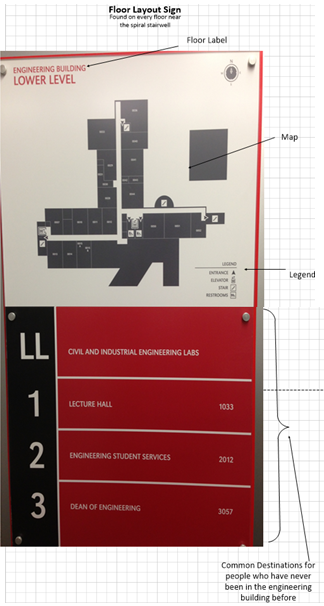 Floor Layout Sign
Found on every floor near
the spiral stairwell
Floor Label
ENGINEERING BUILDING
LOWER LEVEL
Map
Legend
LEGEND
ENTRANCE
ELEVATOR
STAIR
RESTROOMS
LL CIVIL AND INDUSTRIAL ENGINEERING LABS
1 LECTURE HALL 1033
2 ENGINEERING STUDENT SERVICES 2012
3 DEAN OF ENGINEERING 3057
Common Destinations for
people who have never
been in the engineering
building before